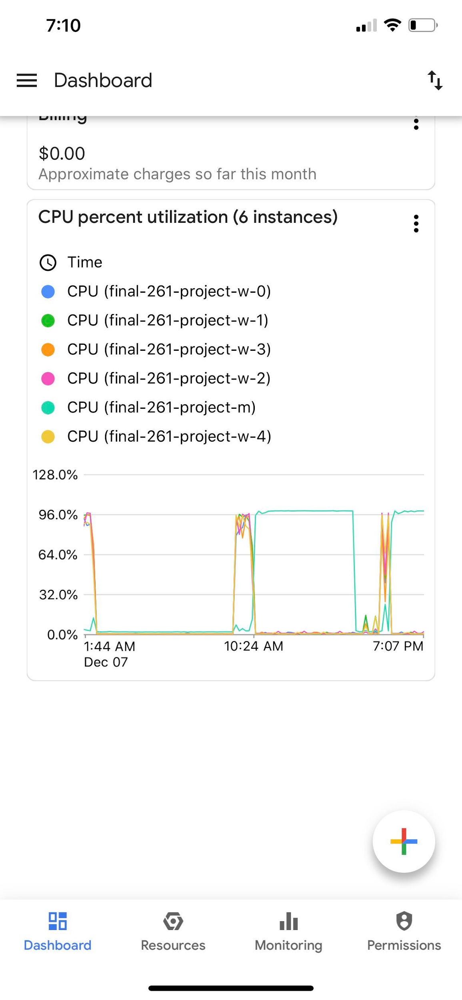 7:10
Dashboard
Billing
$0.00
Approximate charges so far this month
CPU percent utilization (6 instances)
Time
CPU (final-261-project-w-0)
CPU (final-261-project-w-1)
CPU (final-261-project-w-3)
CPU (final-261-project-w-2)
CPU (final-261-project-m)
CPU (final-261-project-w-4)
128.0%
96.0%
64.0%
32.0%
0.0%
1:44 AM 10:24 AM 7:07 PM
Dec 07
Dashboard Resources Monitoring Permissions